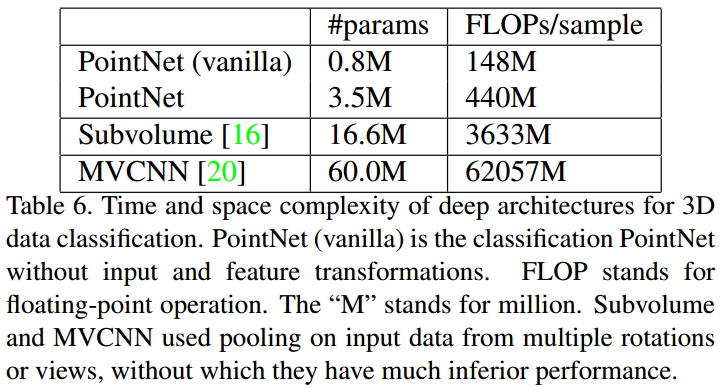 #params FLOPs/sample
PointNet (vanilla) 0.8M 148M
PointNet 3.5M 440M
Subvolume [16] 16.6M 3633M
MVCNN [20] 60.0M 62057M
Table 6. Time and space complexity of deep architectures for 3D
data classification. PointNet (vanilla) is the classification PointNet
without input and feature transformations. FLOP stands for
floating-point operation. The “M” stands for million. Subvolume
and MVCNN used pooling on input data from multiple rotations
or views, without which they have much inferior performance.